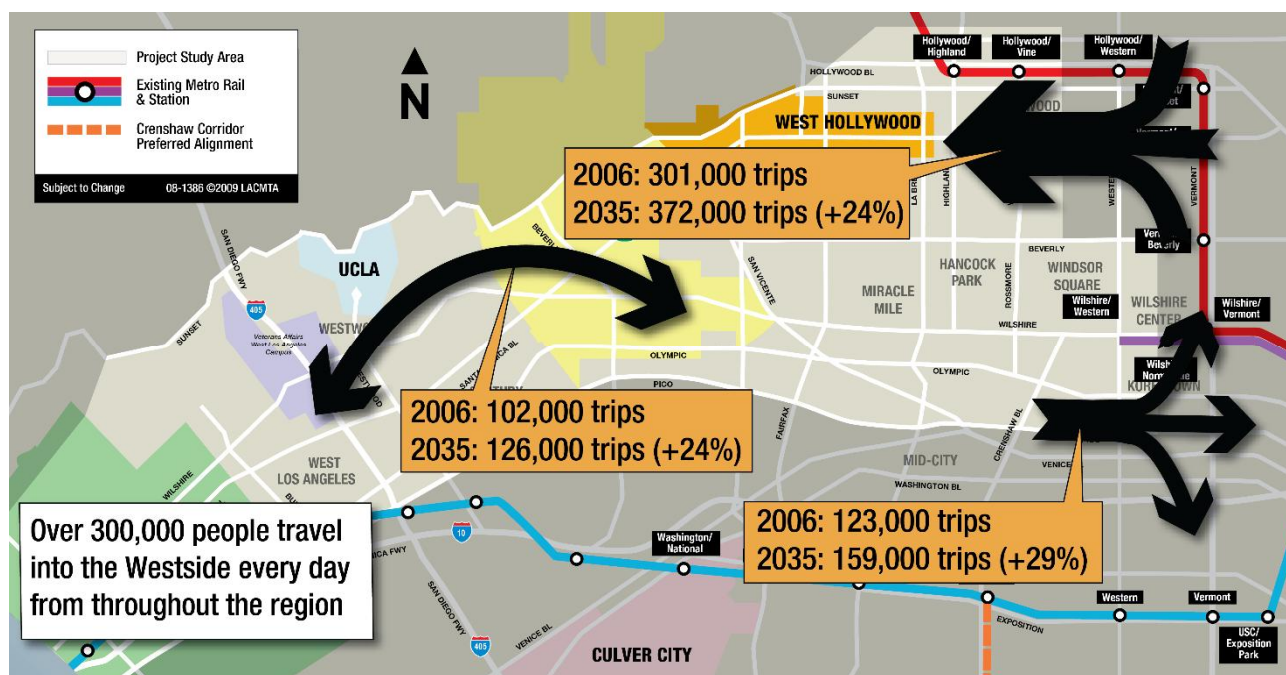 Project Study Area
Existing Metro Rail
& Station
Crenshaw Corridor
Preferred Alignment
Subject to Change
08-1386 ©2009 LACMTA
N
Hollywood/
Highland
Hollywood/
Vine
Hollywood/
Western
HOLLYWOOD BL
SUNSET
WEST HOLLYWOOD
2006: 301,000 trips
2035: 372,000 trips (+24%)
LA BRE
HIGHLAND
WESTERN
VERMONT
BEVERLY
Beverly
SAN DIEGO FWY
UCLA
405
Veterans Affairs
West Los Angeles
Campus
SUNSET
WESTWOOD
SAN VICENTE
MIRACLE
MILE
HANCOCK
PARK
ROSSMORE
WINDSOR
SQUARE
Wilshire/
Western
WILSHIRE
CENTER
Wilshire/
Vermont
WILSHIRE
OLYMPIC
OLYMPIC
PICO
2006: 102,000 trips
2035: 126,000 trips (+24%)
FAIRFAX
CRENSHAW BL
MID-CITY
VENICE
WASHINGTON BL
WEST
LOS ANGELES
WILSHIRE
2006: 123,000 trips
2035: 159,000 trips (+29%)
Over 300,000 people travel
into the Westside every day
from throughout the region
10
Washington/
National
SAN DIEGO FWY
405
VENICE BL
CULVER CITY
EXPOSITION
Western
Vermont
USC/
Exposition
Park